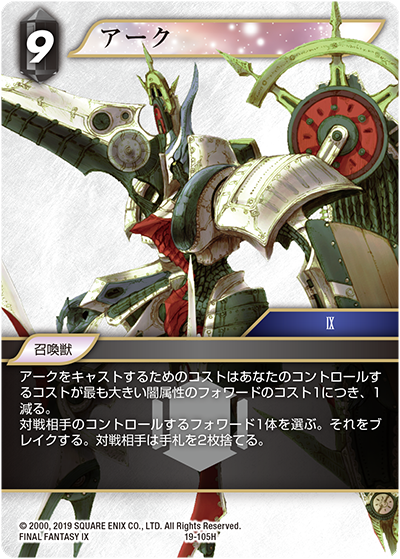 9
アーク
IX
召喚獣
アークをキャストするためのコストはあなたのコントロールす
るコストが最も大きい闇属性のフォワードのコスト1につき、1
減る。
対戦相手のコントロールするフォワード1体を選ぶ。それをブ
レイクする。対戦相手は手札を2枚捨てる。
© 2000, 2019 SQUARE ENIX CO., LTD. All Rights Reserved.
FINAL FANTASY IX
19-105H